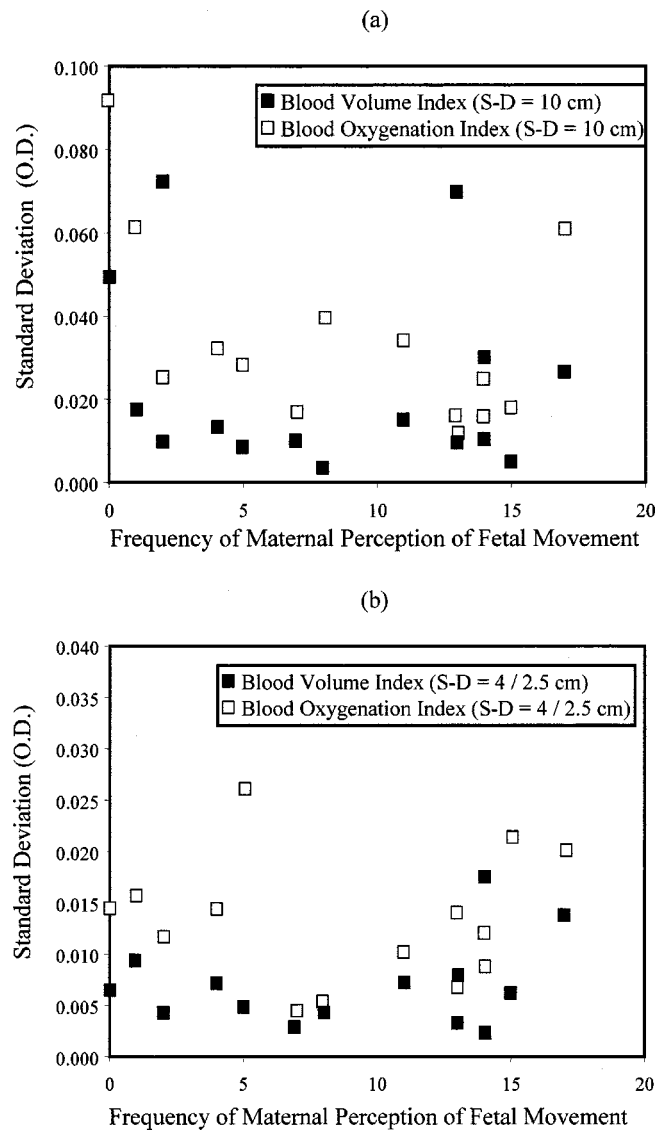 (a)
0.100
0.080
0.060
0.040
0.020
0.000
Standard Deviation (O.D.)
Blood Volume Index (S-D = 10 cm)
Blood Oxygenation Index (S-D = 10 cm)
0 5 10 15 20
Frequency of Maternal Perception of Fetal Movement
(b)
0.040
0.035
0.030
0.025
0.020
0.015
0.010
0.005
0.000
Standard Deviation (O.D.)
Blood Volume Index (S-D = 4 / 2.5 cm)
Blood Oxygenation Index (S-D = 4 / 2.5 cm)
0 5 10 15 20
Frequency of Maternal Perception of Fetal Movement